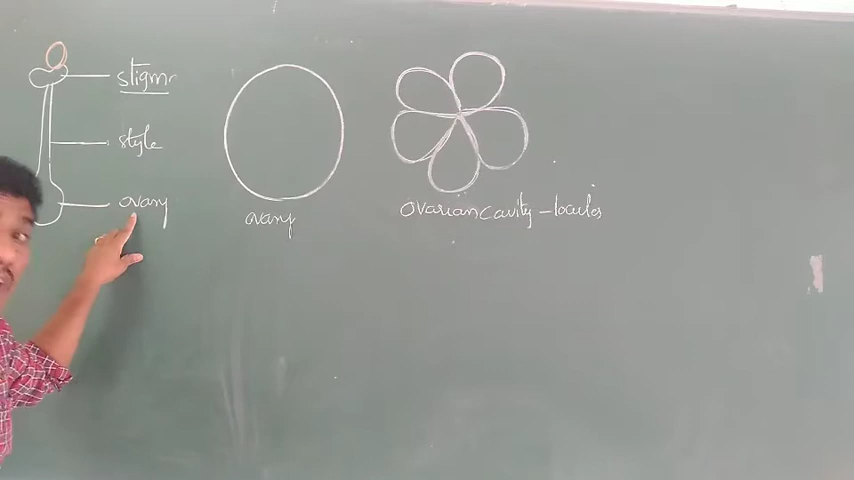 stigma
style
ovary
ovary
ovarian cavity - locules